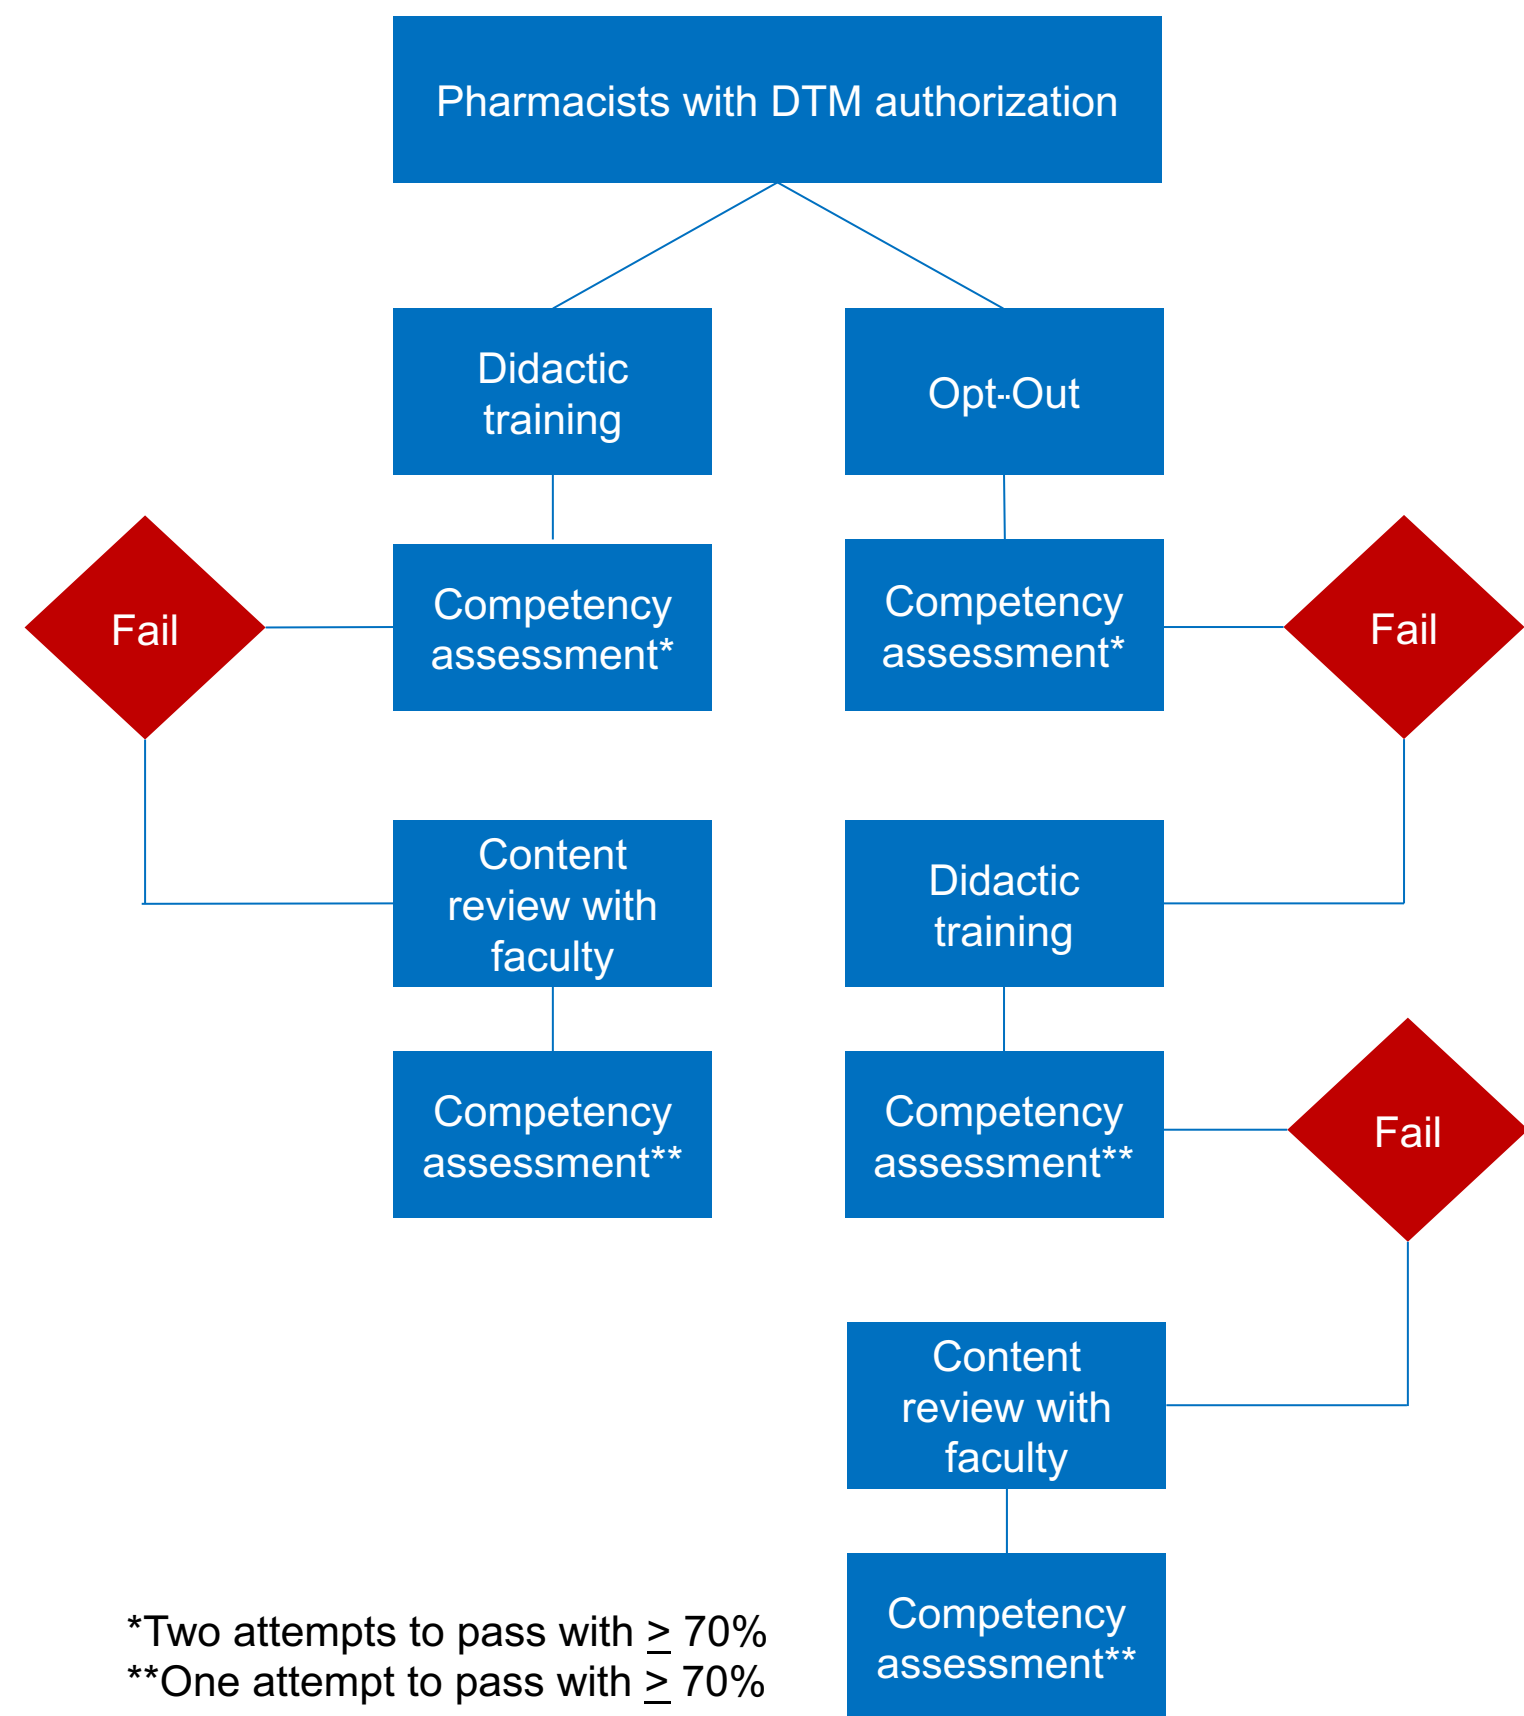 Pharmacists with DTM authorization
Didactic
training
Opt-Out
Fail
Competency
assessment*
Competency
assessment*
Fail
Content
review with
faculty
Didactic
training
Competency
assessment**
Competency
assessment**
Fail
Content
review with
faculty
Competency
assessment**
*Two attempts to pass with ≥ 70%
**One attempt to pass with ≥ 70%